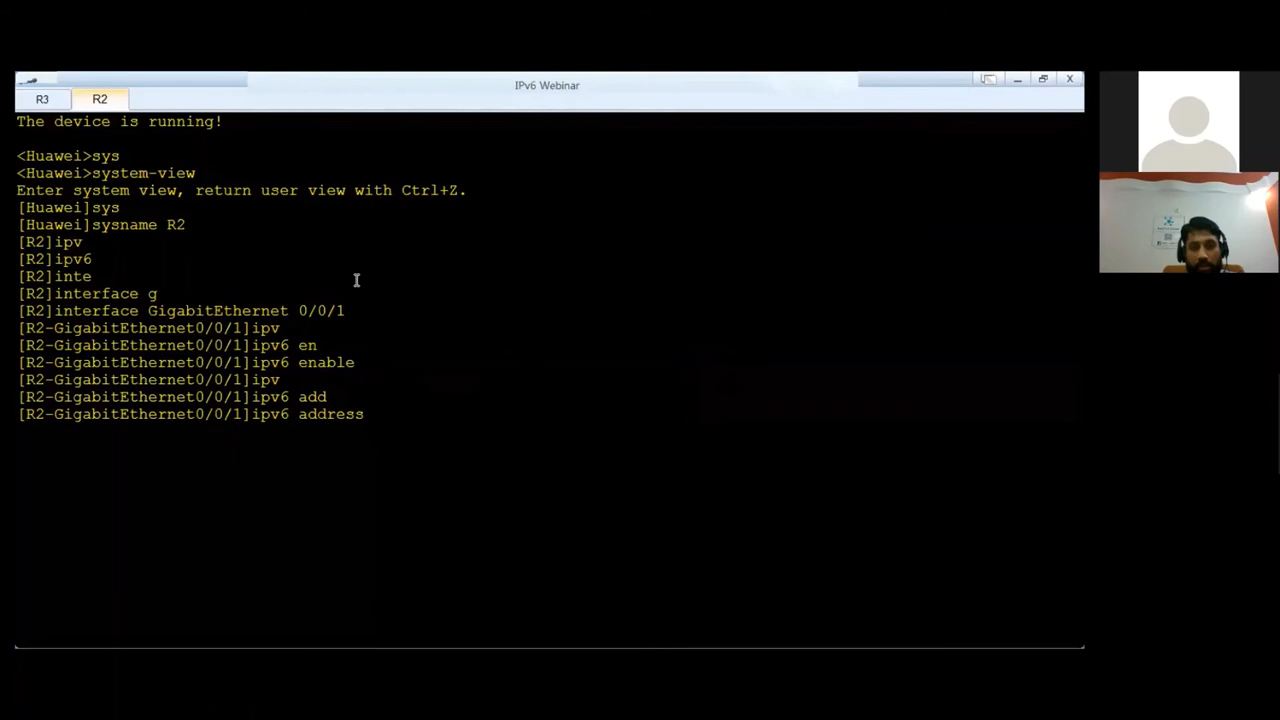 IPv6 Webinar
R3
R2
The device is running!
<Huawei>sys
<Huawei>system-view
Enter system view, return user view with Ctrl+Z.
[Huawei]sys
[Huawei]sysname R2
[R2]ipv
[R2]ipv6
[R2]inte
[R2]interface g
[R2]interface GigabitEthernet 0/0/1
[R2-GigabitEthernet0/0/1]ipv
[R2-GigabitEthernet0/0/1]ipv6 en
[R2-GigabitEthernet0/0/1]ipv6 enable
[R2-GigabitEthernet0/0/1]ipv
[R2-GigabitEthernet0/0/1]ipv6 add
[R2-GigabitEthernet0/0/1]ipv6 address